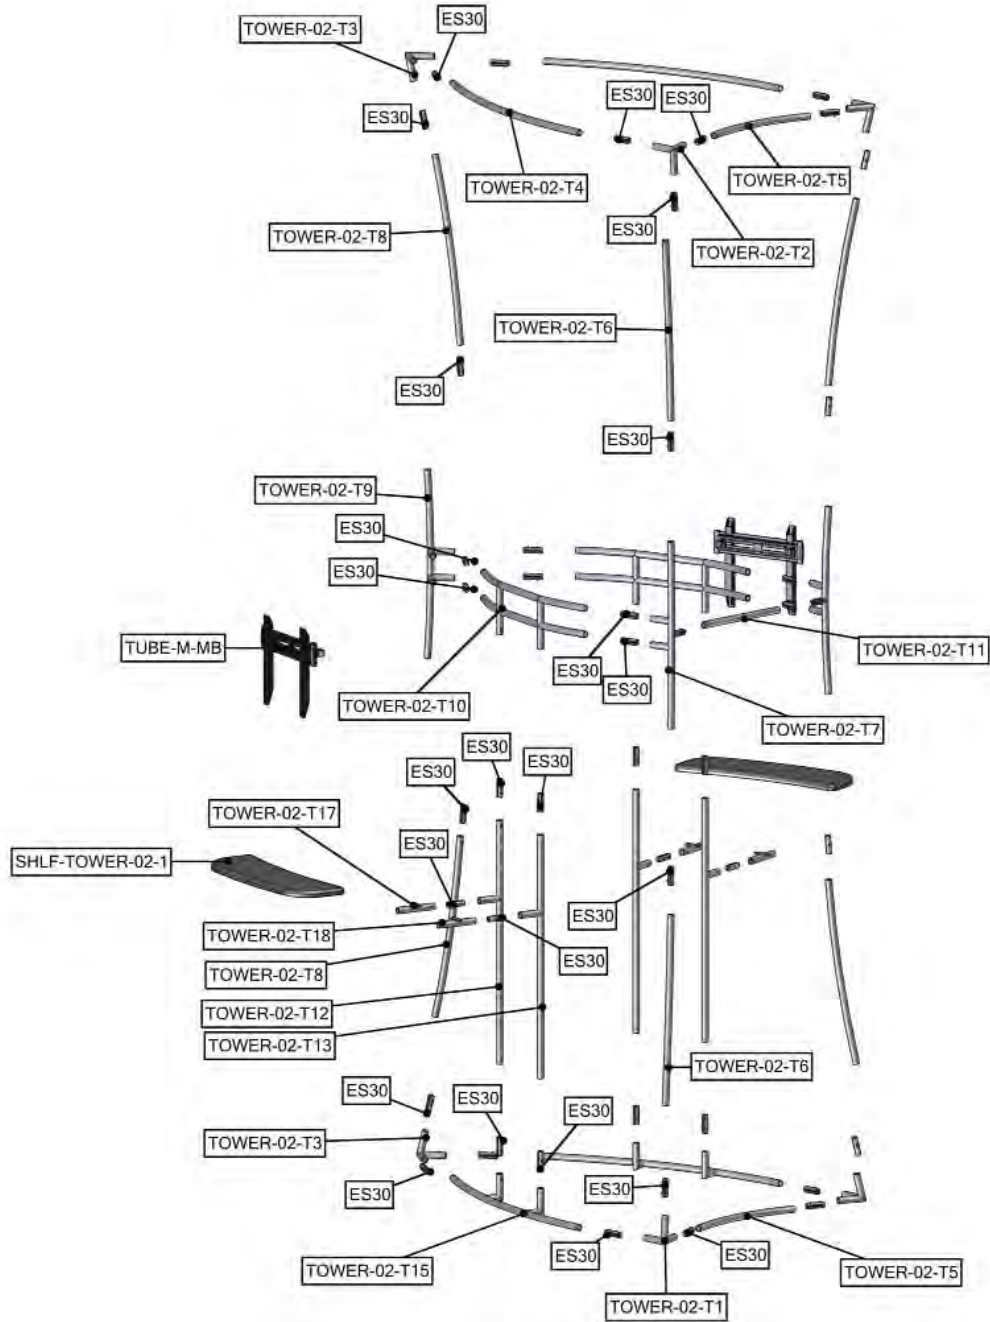 ES30
TOWER-02-T3
ES30
ES30
ES30
TOWER-02-T4
TOWER-02-T5
ES30
TOWER-02-T8
TOWER-02-T2
TOWER-02-T6
ES30
ES30
TOWER-02-T9
ES30
ES30
TUBE-M-MB
TOWER-02-T11
ES30
ES30
TOWER-02-T10
TOWER-02-T7
ES30
ES30
ES30
TOWER-02-T17
ES30
SHLF-TOWER-02-1
ES30
TOWER-02-T18
ES30
TOWER-02-T8
TOWER-02-T12
TOWER-02-T13
TOWER-02-T6
ES30
ES30
ES30
TOWER-02-T3
ES30
ES30
ES30
ES30
TOWER-02-T15
TOWER-02-T5
TOWER-02-T1